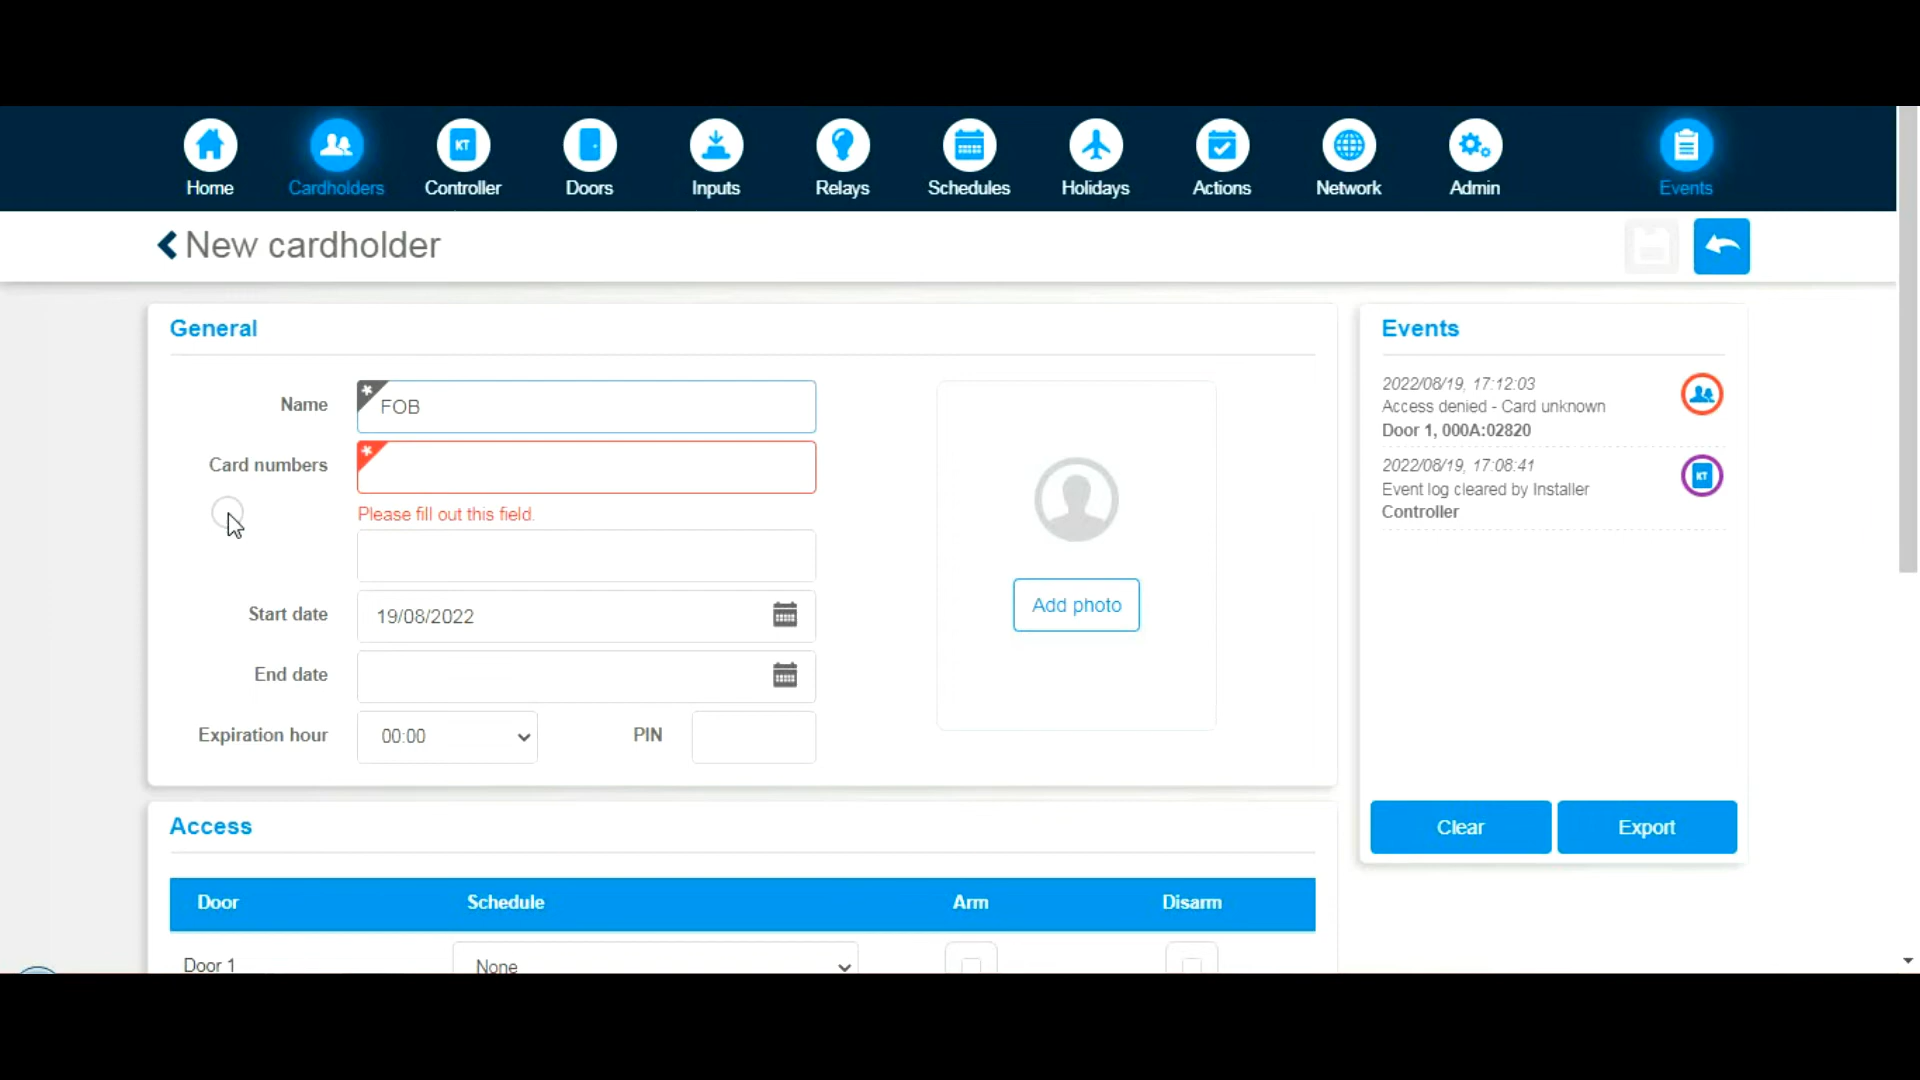 Home
Cardholders
KT
Controller
Doors
Inputs
Relays
Schedules
Holidays
Actions
Network
Admin
Events
New cardholder
General
Name
* FOB
Card numbers
*
Please fill out this field.
Start date
19/08/2022
End date
Expiration hour
00:00
PIN
Add photo
Events
2022/08/19, 17:12:03
Access denied - Card unknown
Door 1, 000A:02820
2022/08/19, 17:08:41
Event log cleared by Installer
Controller
KT
Clear
Export
Access
Door
Schedule
Arm
Disarm
Door 1
None